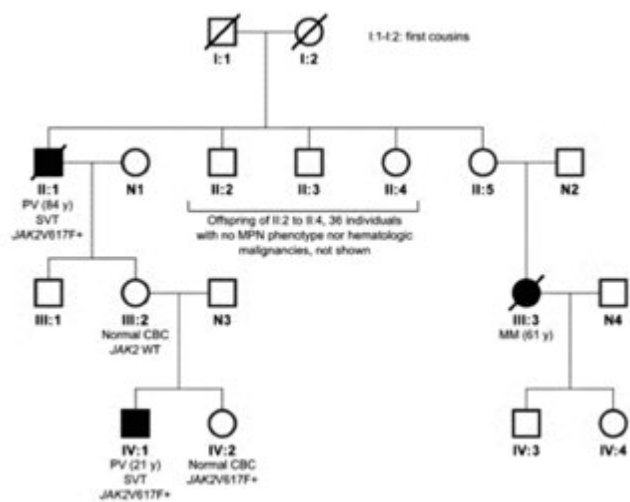 I:1 I:2 I:1-I:2: first cousins
II:1 N1 II:2 II:3 II:4 II:5 N2
PV (84 y)
SVT
JAK2V617F+
Offspring of II:2 to II:4, 36 individuals
with no MPN phenotype nor hematologic
malignancies, not shown
III:1 III:2 N3 III:3 N4
Normal CBC
JAK2 WT
MM (61 y)
IV:1 IV:2 IV:3 IV:4
PV (21 y)
SVT
JAK2V617F+
Normal CBC
JAK2V617F+